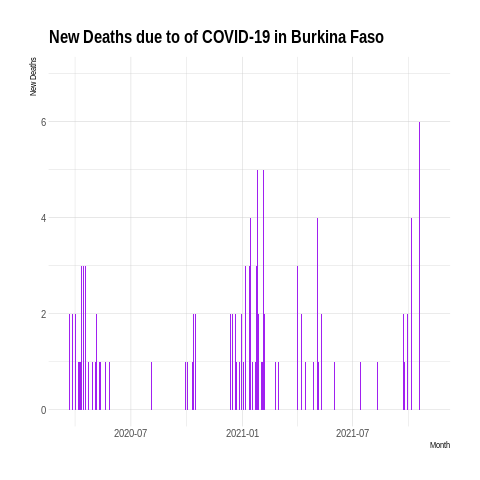 New Deaths due to of COVID-19 in Burkina Faso
New Deaths
6
4
2
0
2020-07
2021-01
2021-07
Month